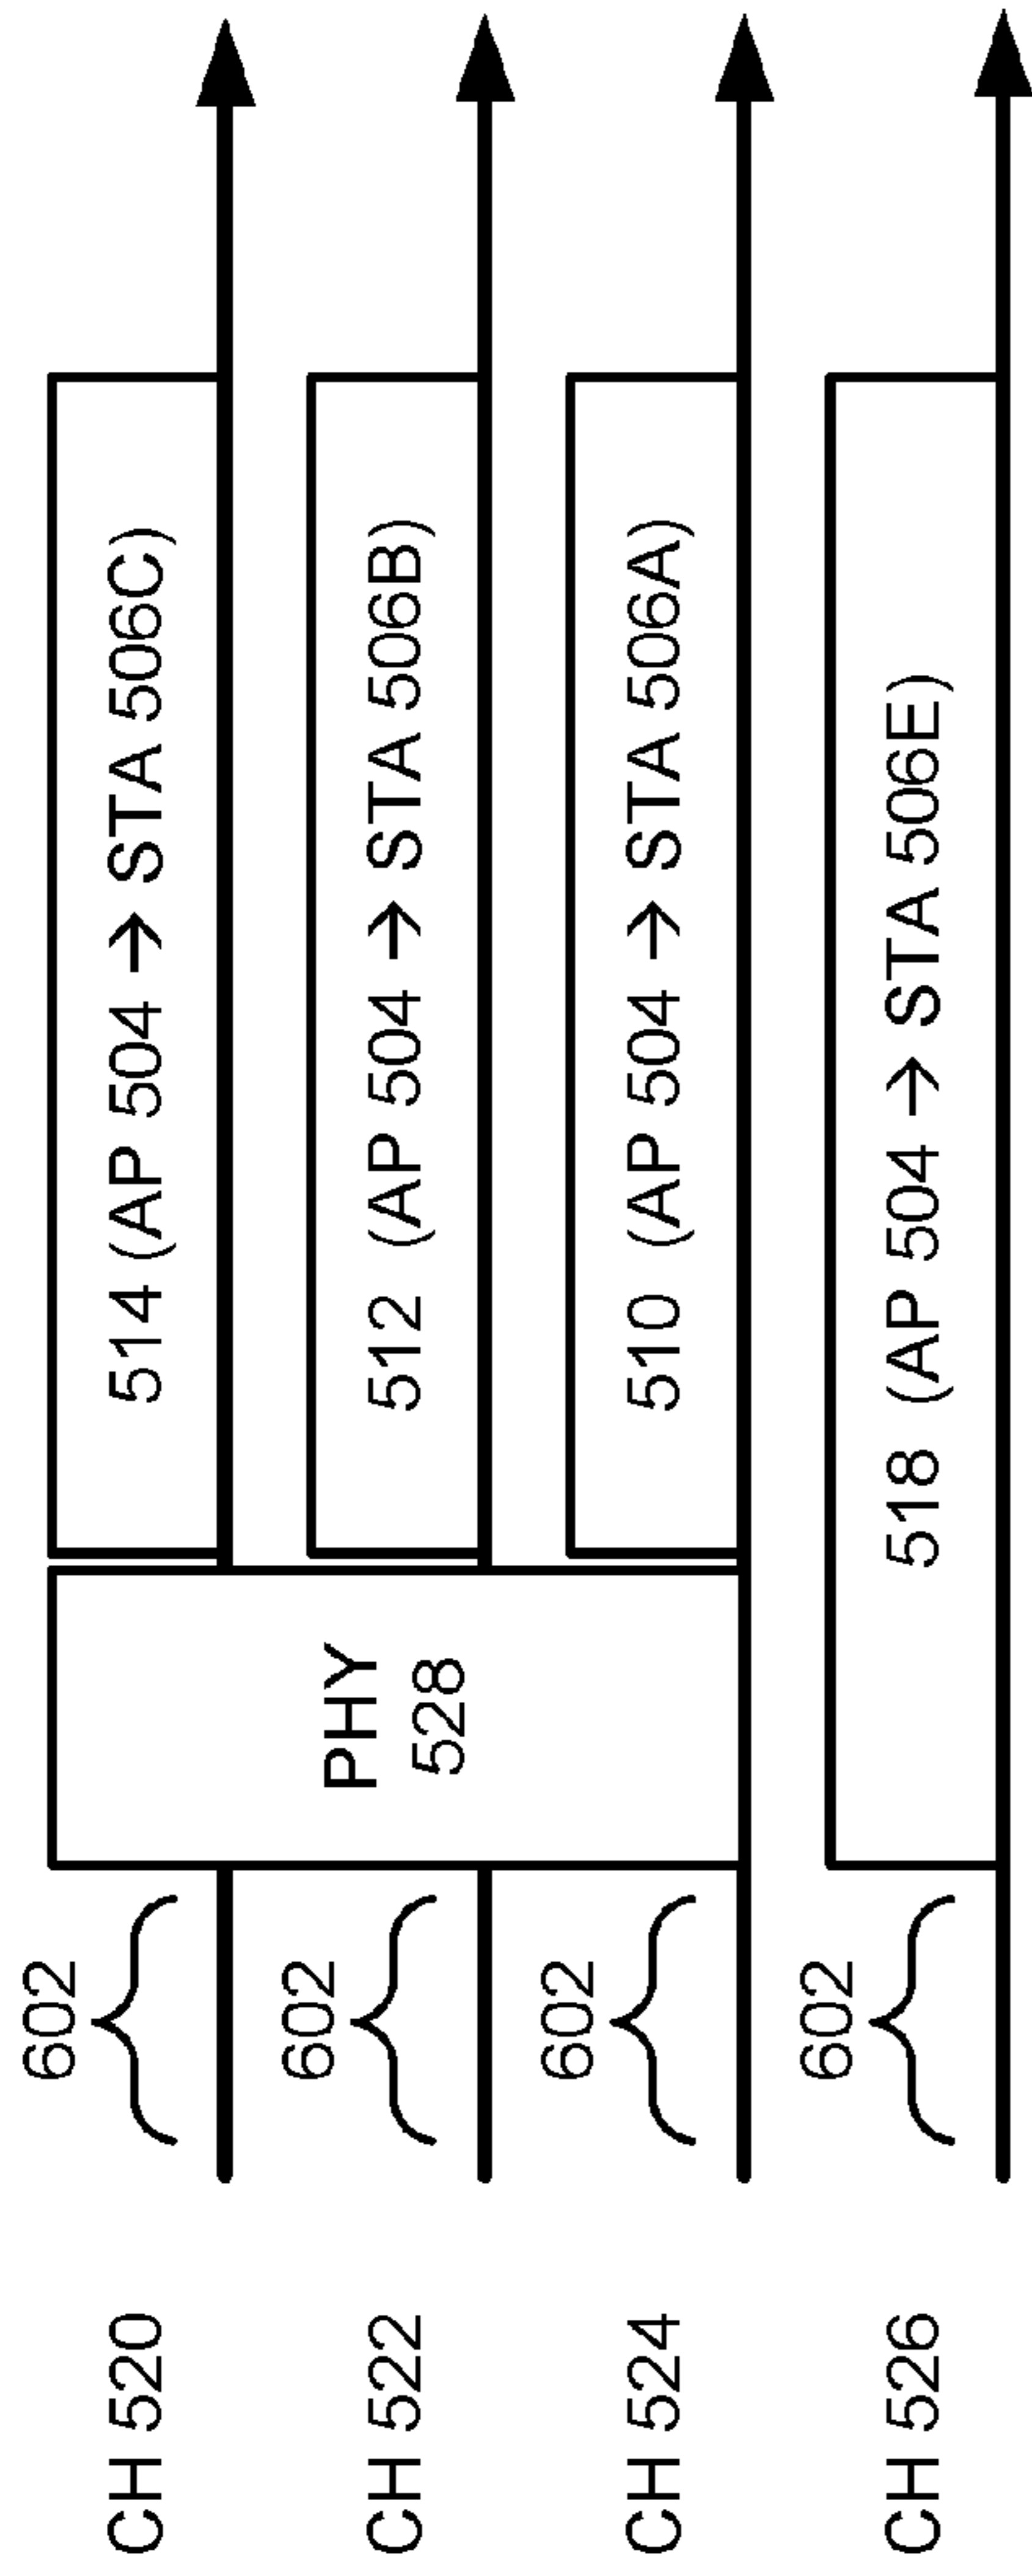 CH 520
602
514 (AP 504 → STA 506C)
CH 522
602
512 (AP 504 → STA 506B)
PHY
528
CH 524
602
510 (AP 504 → STA 506A)
CH 526
602
518 (AP 504 → STA 506E)